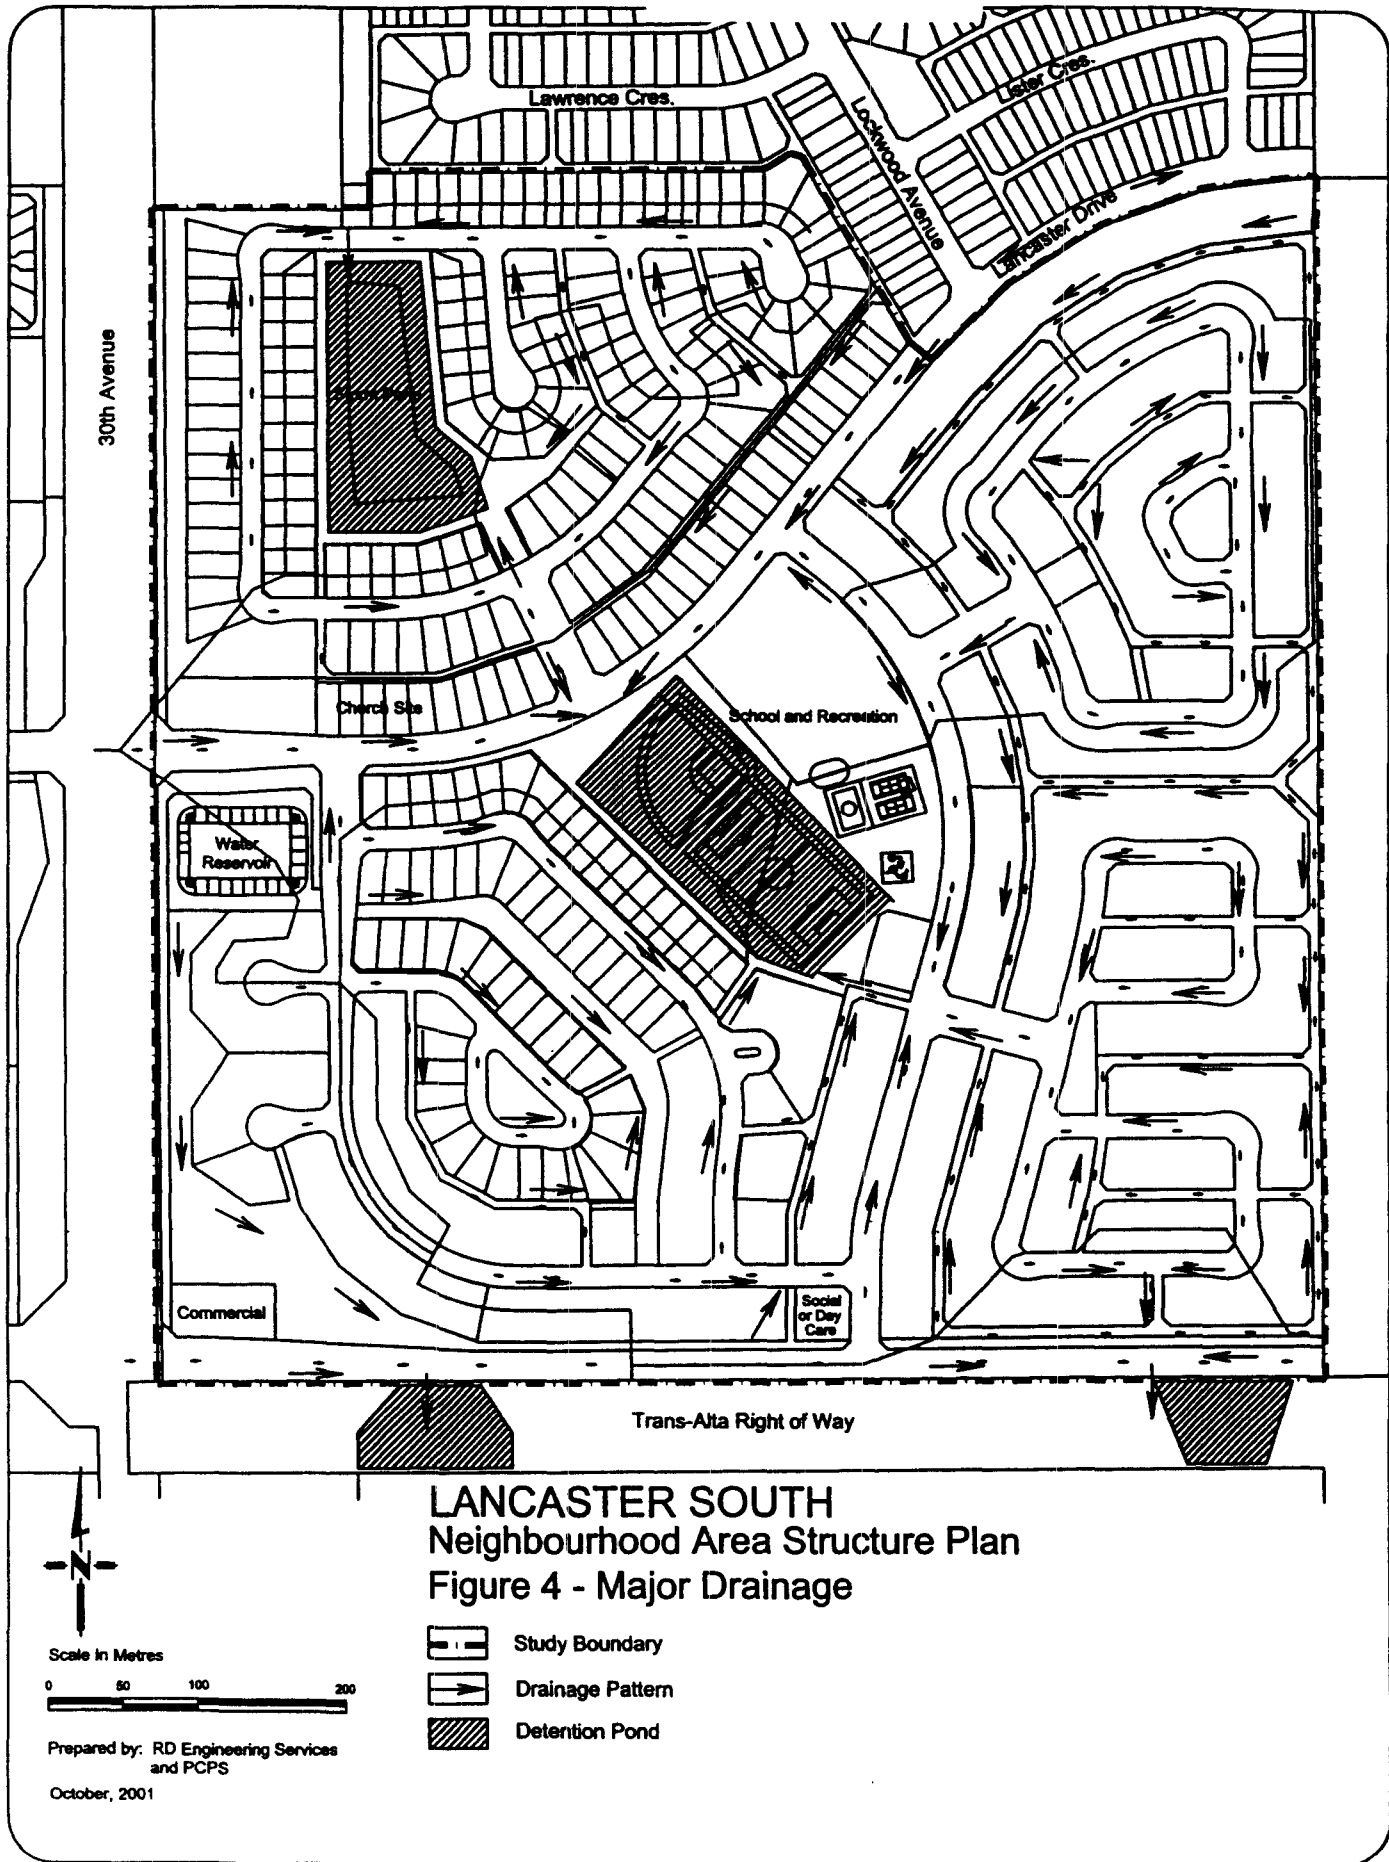 Lawrence Cres.
Lister Cres.
Lockwood Avenue
Lancaster Drive
30th Avenue
Church Site
School and Recreation
Water
Reservoir
Commercial
Social
or Day
Care
Trans-Alta Right of Way
LANCASTER SOUTH
Neighbourhood Area Structure Plan
Figure 4 - Major Drainage
N
Study Boundary
Drainage Pattern
Detention Pond
Scale in Metres
0 50 100 200
Prepared by: RD Engineering Services
and PCPS
October, 2001